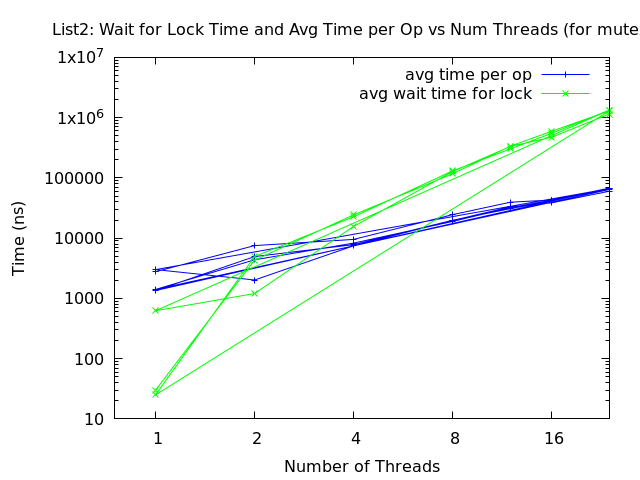 List2: Wait for Lock Time and Avg Time per Op vs Num Threads (for mute
1x10^7
avg time per op
avg wait time for lock
1x10^6
100000
10000
1000
100
10
Time (ns)
1 2 4 8 16
Number of Threads